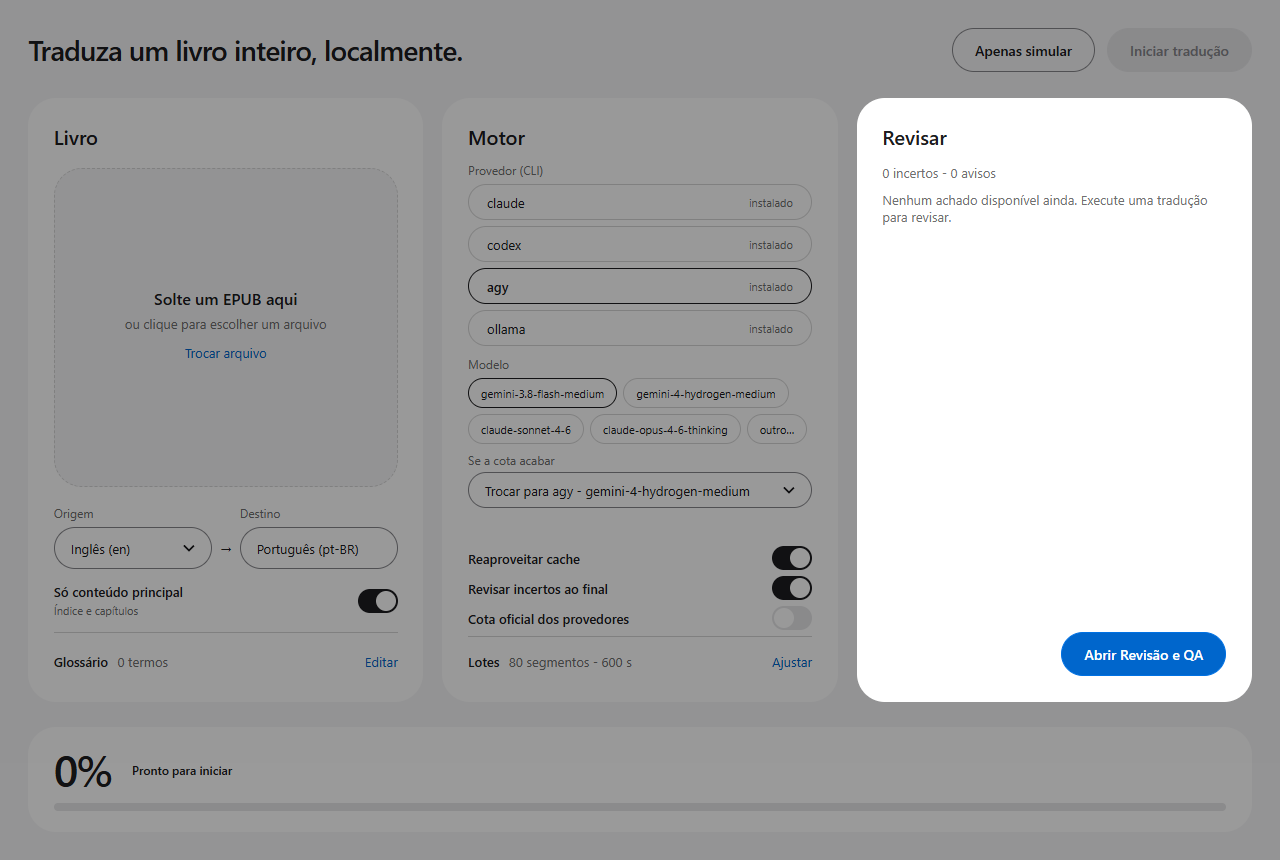 Traduza um livro inteiro, localmente.
Apenas simular
Iniciar tradução
Livro
Solte um EPUB aqui
ou clique para escolher um arquivo
Trocar arquivo
Origem
Destino
Inglês (en)
→
Português (pt-BR)
Só conteúdo principal
Índice e capítulos
Glossário 0 termos
Editar
Motor
Provedor (CLI)
claude instalado
codex instalado
agy instalado
ollama instalado
Modelo
gemini-3.8-flash-medium
gemini-4-hydrogen-medium
claude-sonnet-4-6
claude-opus-4-6-thinking
outro...
Se a cota acabar
Trocar para agy - gemini-4-hydrogen-medium
Reaproveitar cache
Revisar incertos ao final
Cota oficial dos provedores
Lotes 80 segmentos - 600 s
Ajustar
Revisar
0 incertos - 0 avisos
Nenhum achado disponível ainda. Execute uma tradução
para revisar.
Abrir Revisão e QA
0%
Pronto para iniciar